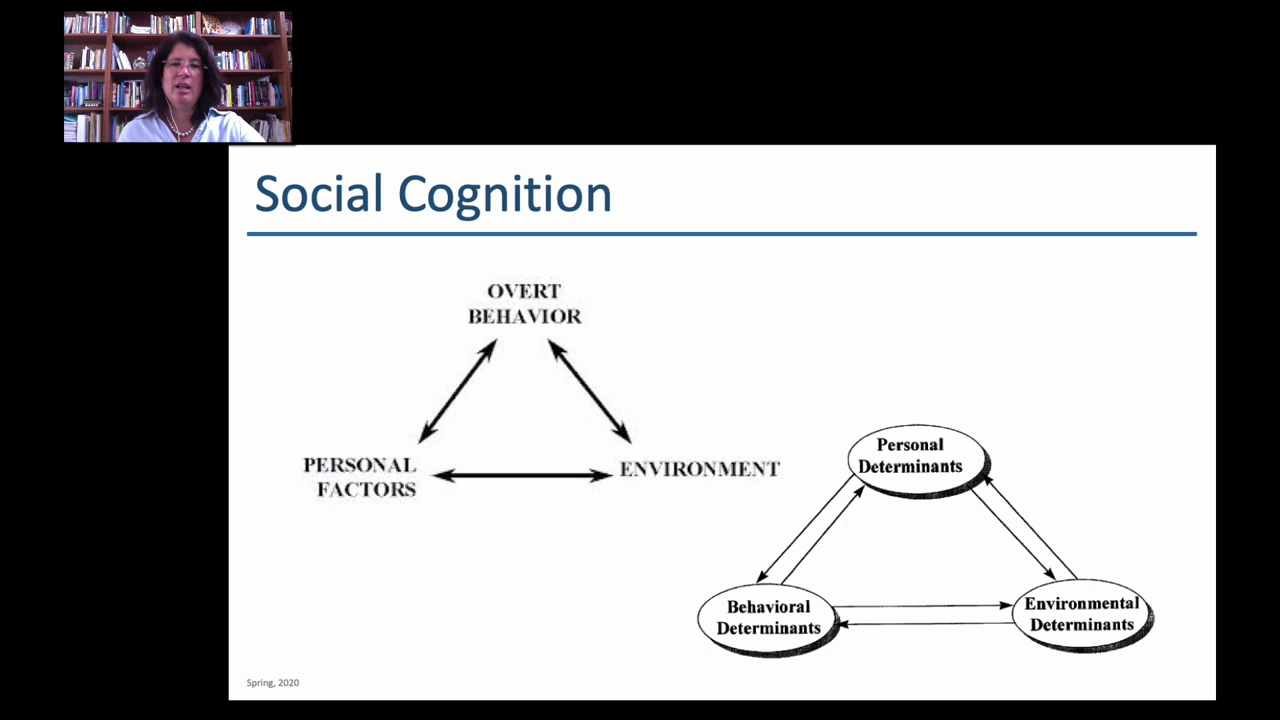 Social Cognition
OVERT
BEHAVIOR
PERSONAL
FACTORS
ENVIRONMENT
Personal
Determinants
Behavioral
Determinants
Environmental
Determinants
Spring, 2020